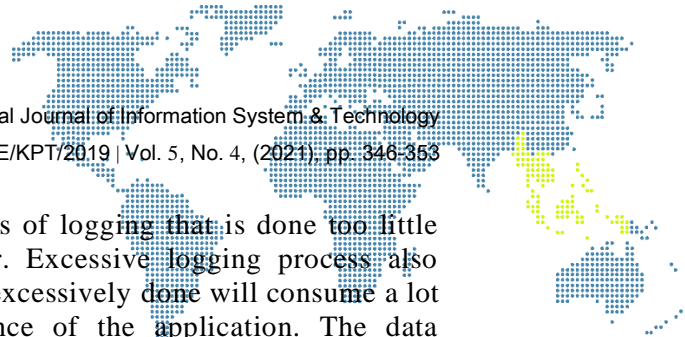 al Journal of Information System & Technology
E/KPT/2019 | Vol. 5, No. 4, (2021), pp. 346-353
s of logging that is done too little
r. Excessive logging process also
excessively done will consume a lot
nce of the application. The data